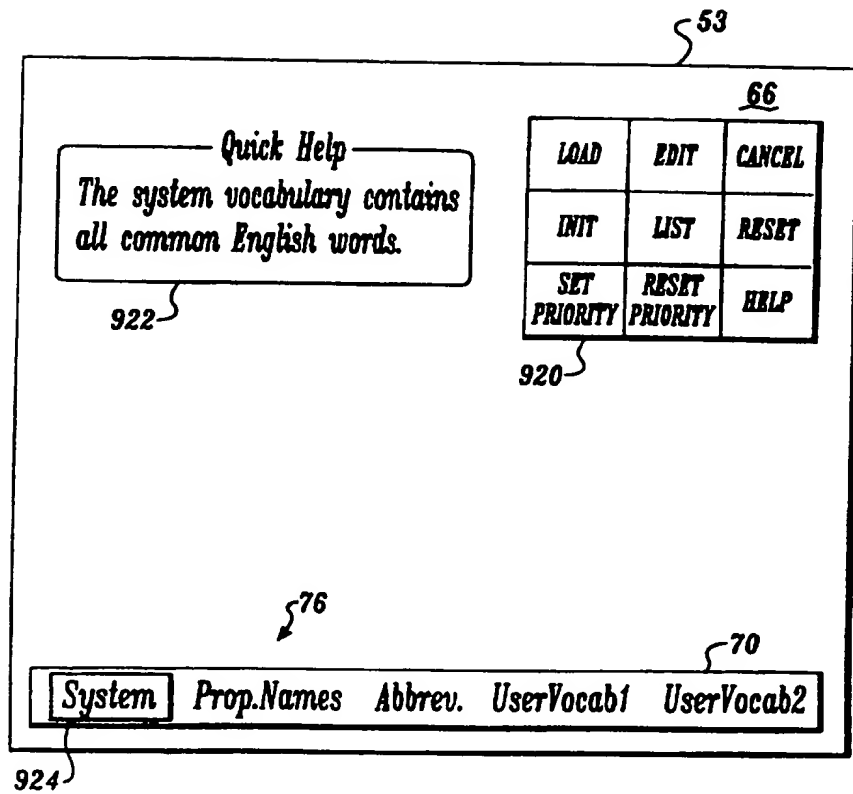 53
66
Quick Help
The system vocabulary contains
all common English words.
922
LOAD EDIT CANCEL
INIT LIST RESET
SET PRIORITY RESET PRIORITY HELP
920
76
70
System Prop.Names Abbrev. UserVocab1 UserVocab2
924